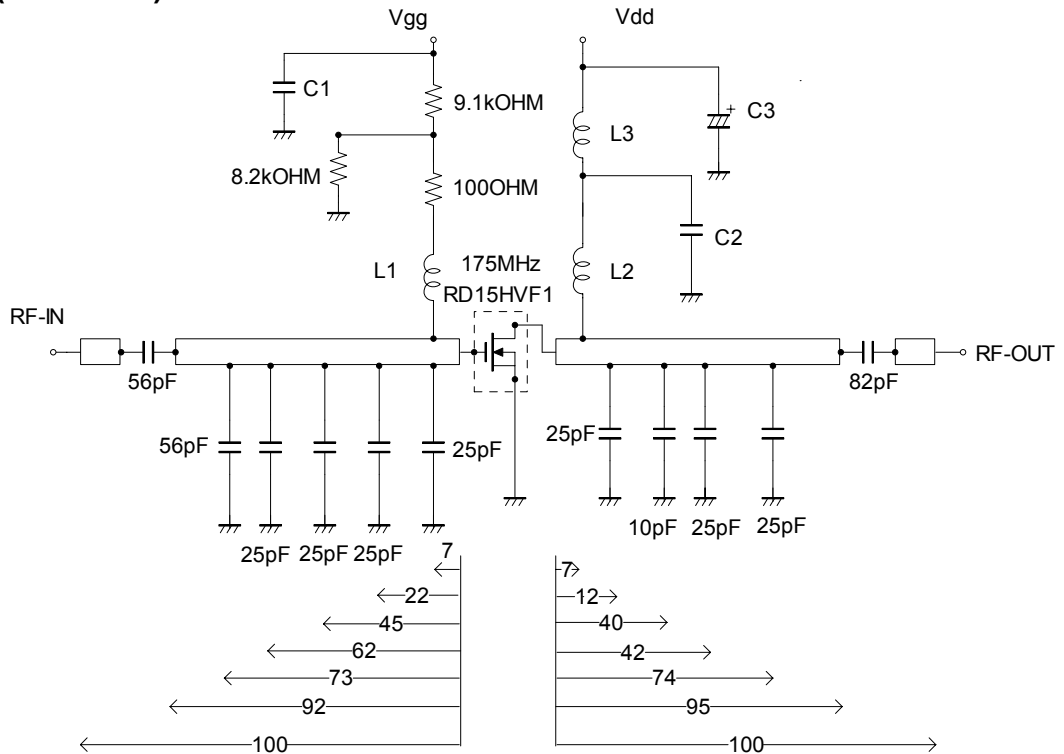 Vgg
Vdd
C1
9.1kOHM
+ C3
L3
8.2kOHM
100OHM
C2
L1
175MHz
L2
RD15HVF1
RF-IN
RF-OUT
56pF
82pF
56pF
25pF
25pF
25pF 25pF 25pF
10pF
25pF
25pF
7
7
22
12
45
40
62
42
73
74
92
95
100
100